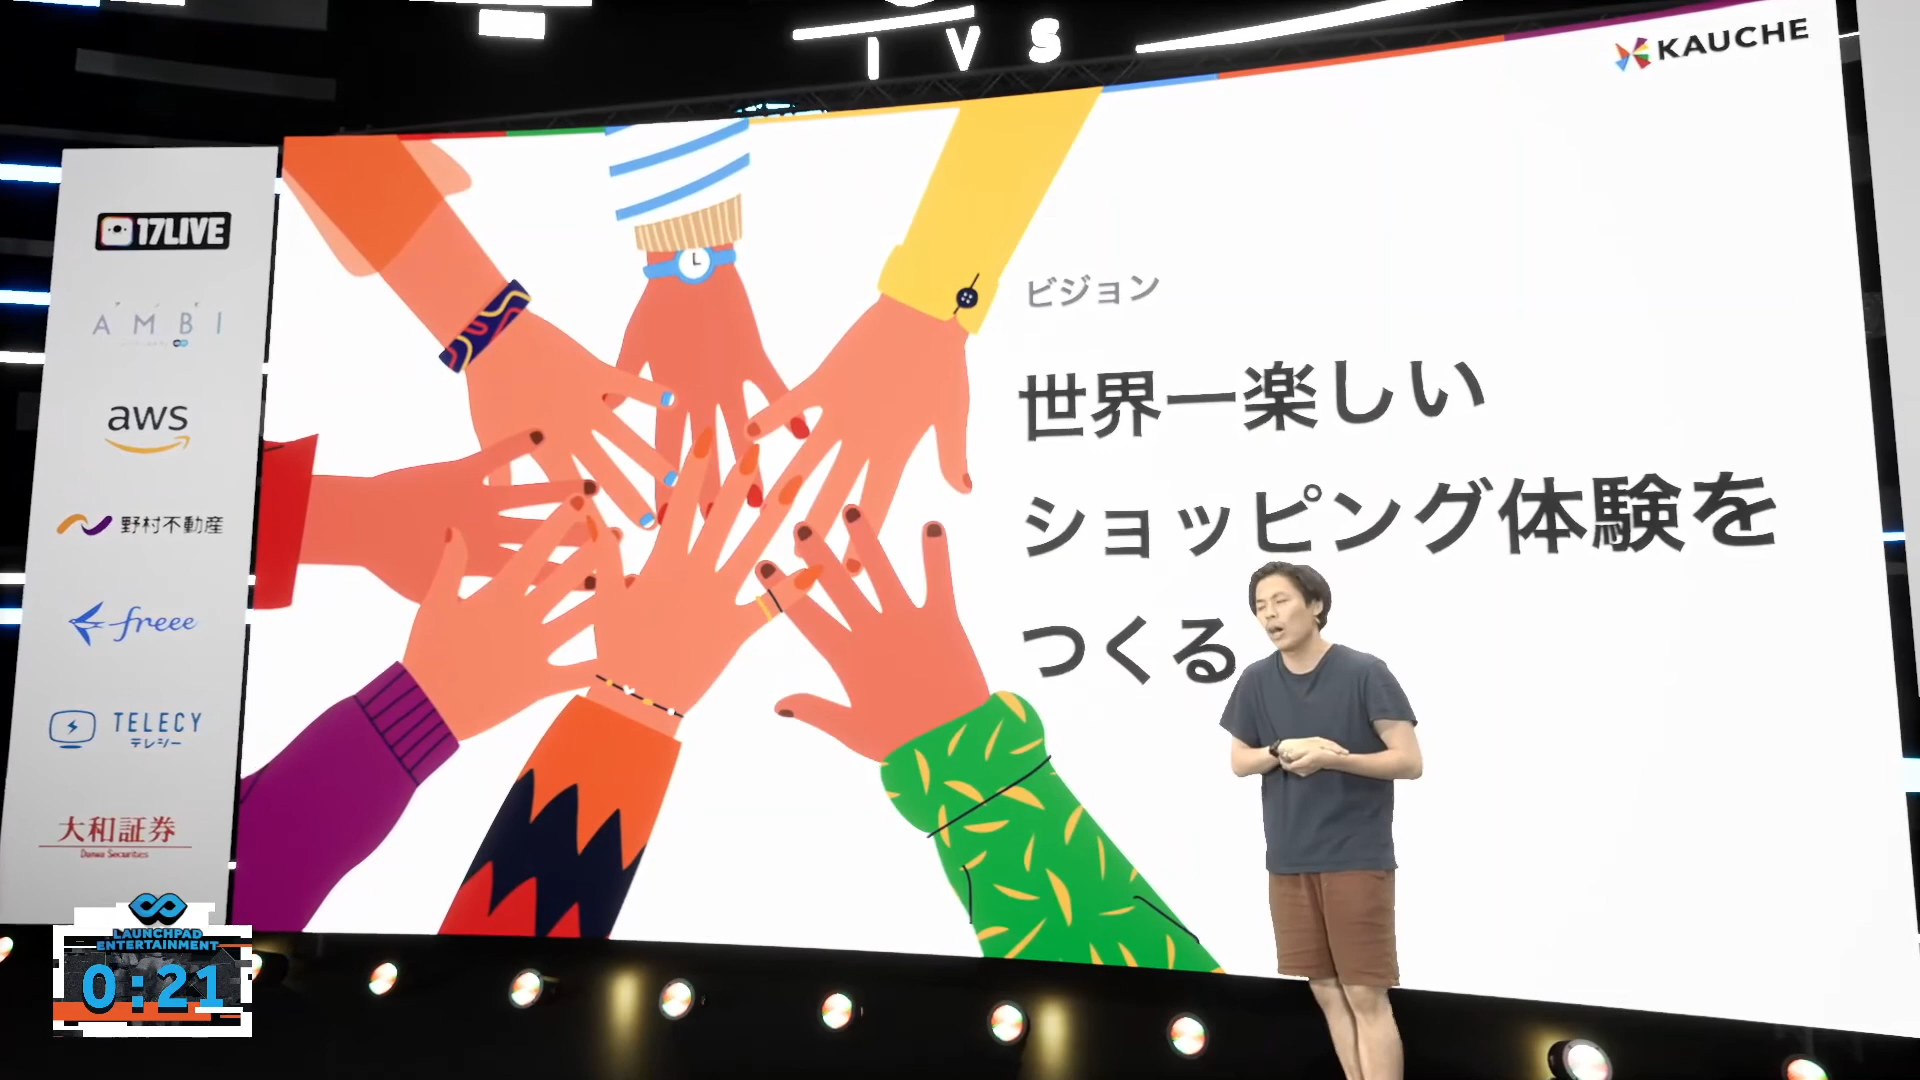 I V S
KAUCHE
17LIVE
AMBI
aws
野村不動産
freee
TELECY
テレシー
大和証券
Daiwa Securities
ビジョン
世界一楽しい
ショッピング体験を
つくる
LAUNCHPAD
ENTERTAINMENT
0:21